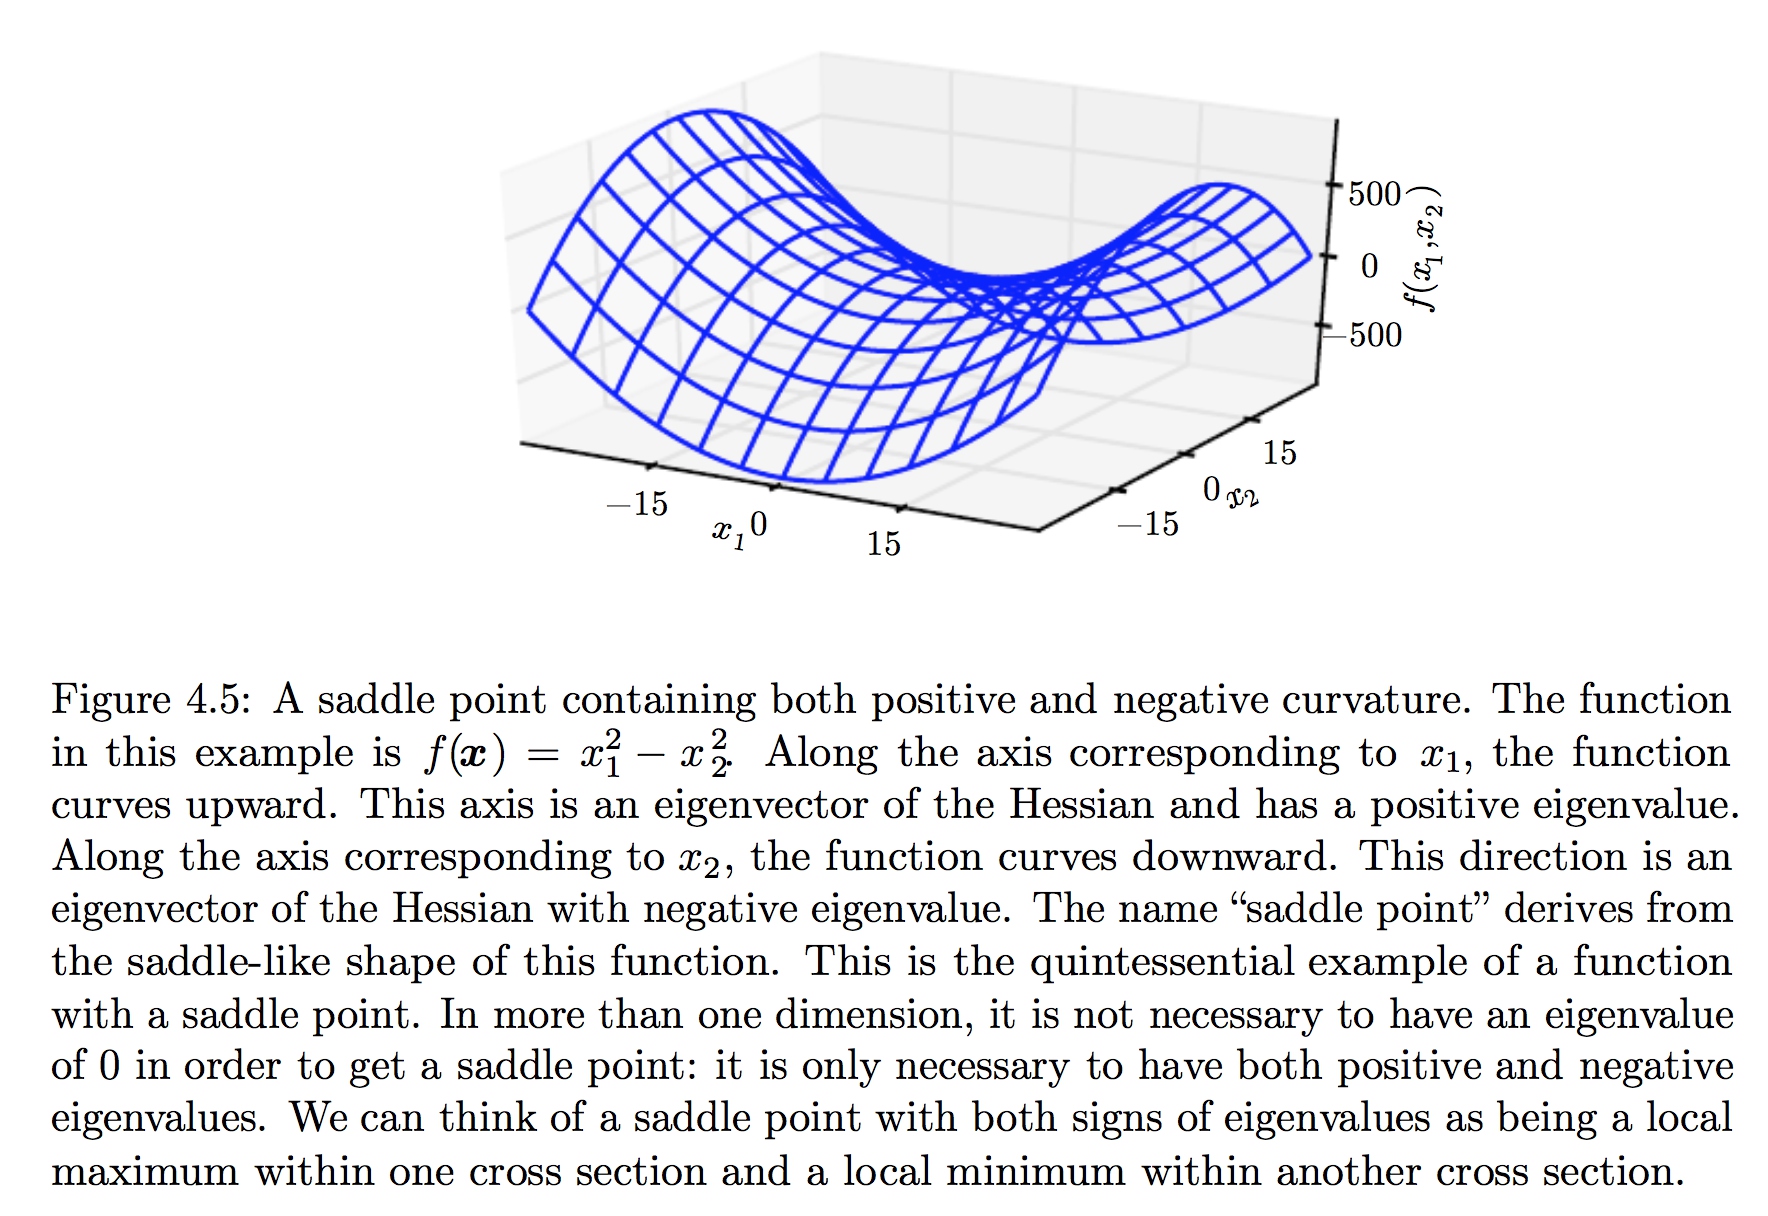 500
0
−500
f(x₁,x₂)
15
0
−15
x₂
−15
0
15
x₁
Figure 4.5: A saddle point containing both positive and negative curvature. The function
in this example is f(x) = x₁² − x₂². Along the axis corresponding to x₁, the function
curves upward. This axis is an eigenvector of the Hessian and has a positive eigenvalue.
Along the axis corresponding to x₂, the function curves downward. This direction is an
eigenvector of the Hessian with negative eigenvalue. The name “saddle point” derives from
the saddle-like shape of this function. This is the quintessential example of a function
with a saddle point. In more than one dimension, it is not necessary to have an eigenvalue
of 0 in order to get a saddle point: it is only necessary to have both positive and negative
eigenvalues. We can think of a saddle point with both signs of eigenvalues as being a local
maximum within one cross section and a local minimum within another cross section.